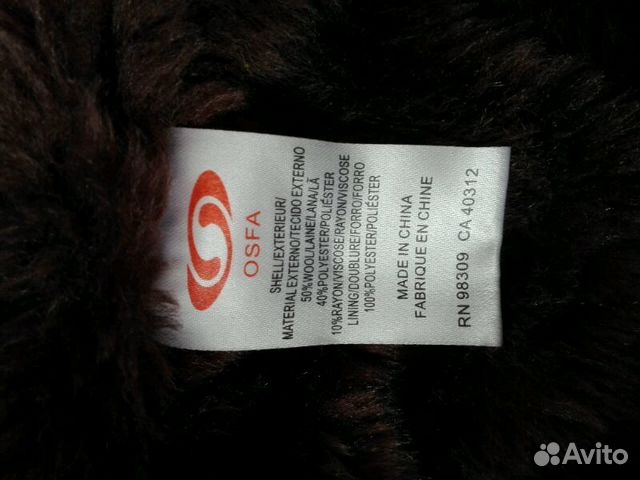 OSFA
SHELL/EXTERIEUR/
MATERIAL EXTERNO/TECIDO EXTERNO
50%WOOL/LAINE/LANA/LÃ
40%POLYESTER/POLIÉSTER
10%RAYON/VISCOSE/RAYON/VISCOSE
LINING/DOUBLURE/FORRO/FORRO
100%POLYESTER/POLIÉSTER
MADE IN CHINA
FABRIQUE EN CHINE
RN 98309 CA 40312
Avito